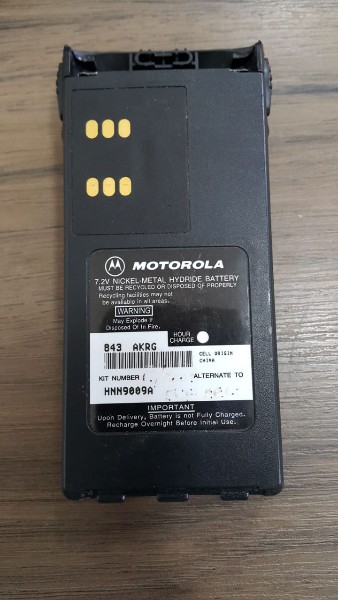 MOTOROLA
7.2V NICKEL-METAL HYDRIDE BATTERY
MUST BE RECYCLED OR DISPOSED OF PROPERLY
Recycling facilities may not
be available in all areas.
WARNING
May Explode if
Disposed Of In Fire.
HOUR
CHARGE
843 AKRG
CELL ORIGIN
CHINA
KIT NUMBER
ALTERNATE TO
HNN9009A
IMPORTANT
Upon Delivery, Battery is not Fully Charged.
Recharge Overnight Before Initial Use.